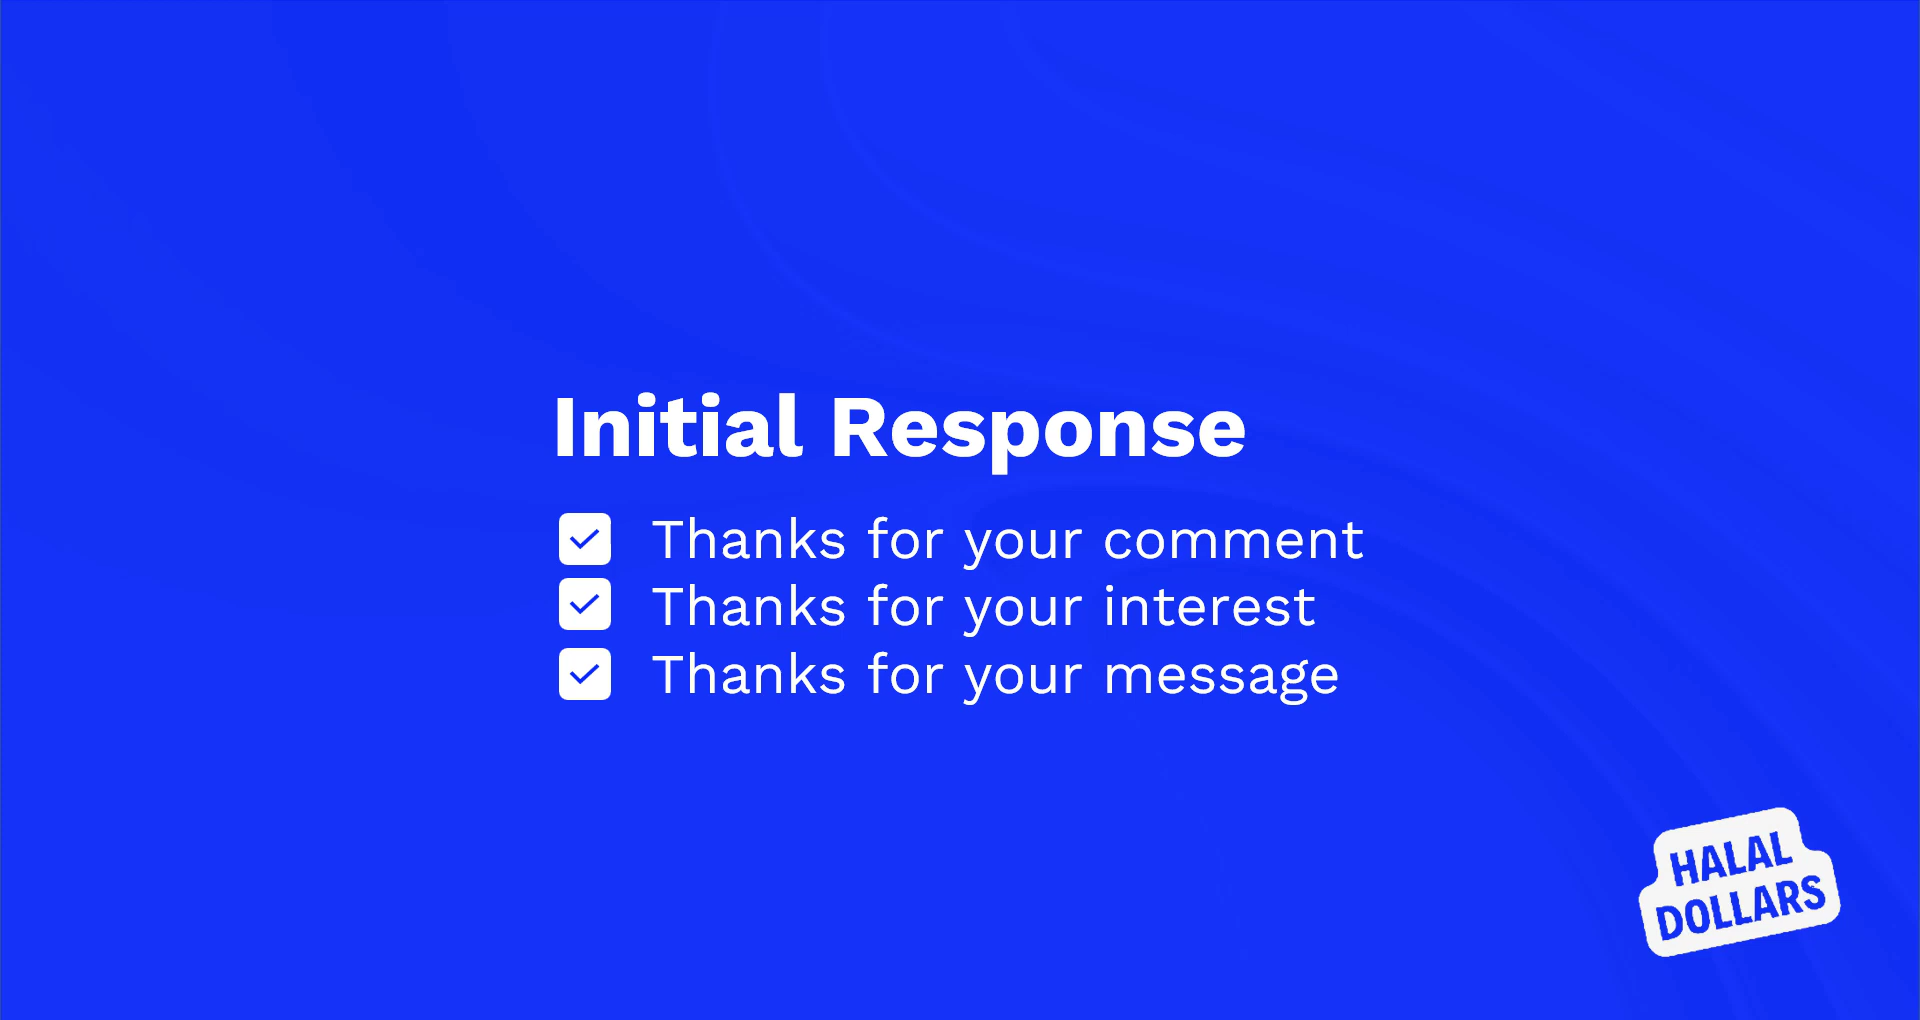 Initial Response
Thanks for your comment
Thanks for your interest
Thanks for your message
HALAL
DOLLARS